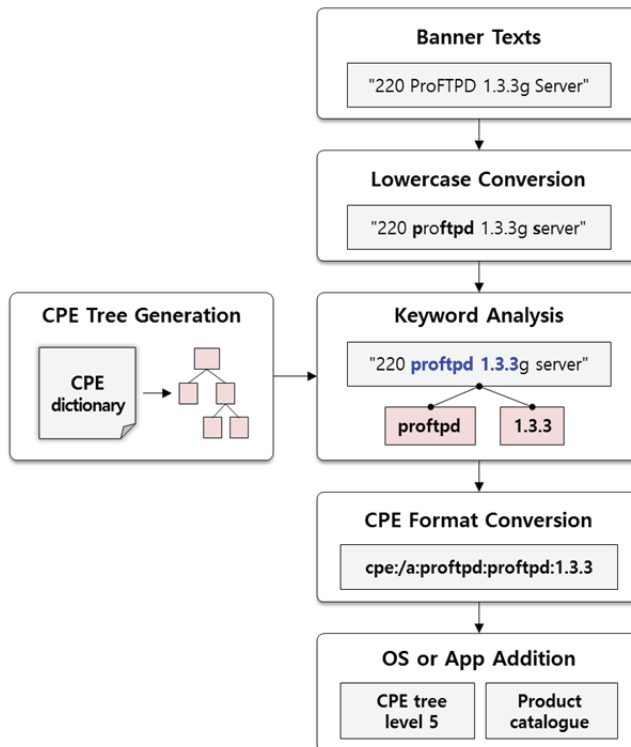 Banner Texts
"220 ProFTPD 1.3.3g Server"
Lowercase Conversion
"220 proftpd 1.3.3g server"
CPE Tree Generation
CPE
dictionary
Keyword Analysis
"220 proftpd 1.3.3g server"
proftpd
1.3.3
CPE Format Conversion
cpe:/a:proftpd:proftpd:1.3.3
OS or App Addition
CPE tree
level 5
Product
catalogue